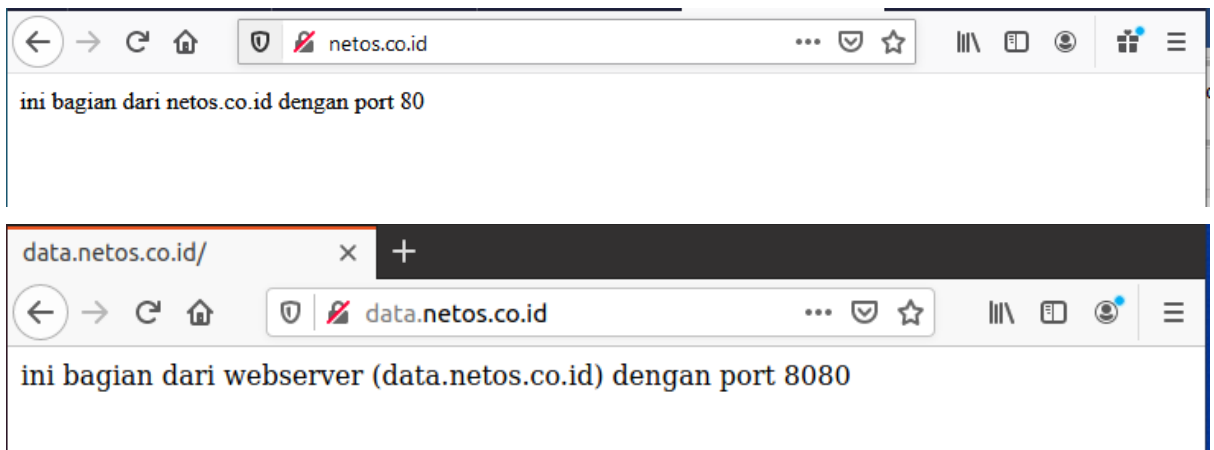 netos.co.id
ini bagian dari netos.co.id dengan port 80
data.netos.co.id/
data.netos.co.id
ini bagian dari webserver (data.netos.co.id) dengan port 8080